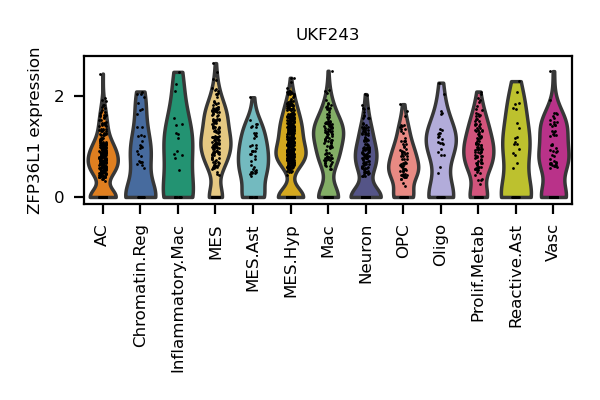 UKF243
ZFP36L1 expression
2
0
AC
Chromatin.Reg
Inflammatory.Mac
MES
MES.Ast
MES.Hyp
Mac
Neuron
OPC
Oligo
Prolif.Metab
Reactive.Ast
Vasc